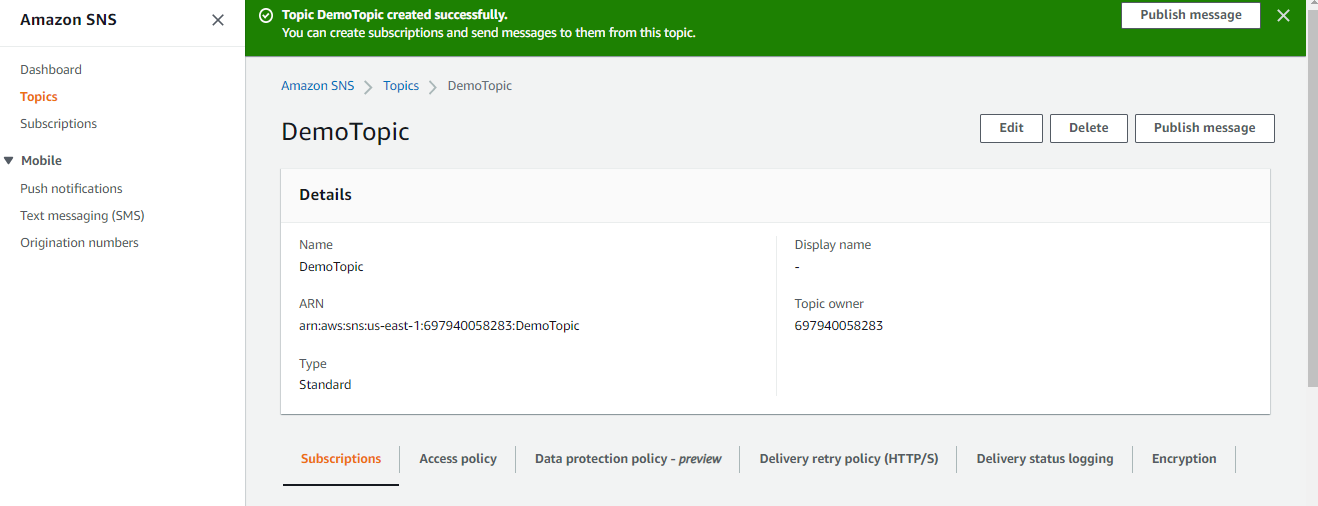 Amazon SNS
Dashboard
Topics
Subscriptions
Mobile
Push notifications
Text messaging (SMS)
Origination numbers
Topic DemoTopic created successfully.
You can create subscriptions and send messages to them from this topic.
Publish message
Amazon SNS
Topics
DemoTopic
DemoTopic
Edit
Delete
Publish message
Details
Name
DemoTopic
ARN
arn:aws:sns:us-east-1:697940058283:DemoTopic
Type
Standard
Display name
-
Topic owner
697940058283
Subscriptions
Access policy
Data protection policy - preview
Delivery retry policy (HTTP/S)
Delivery status logging
Encryption